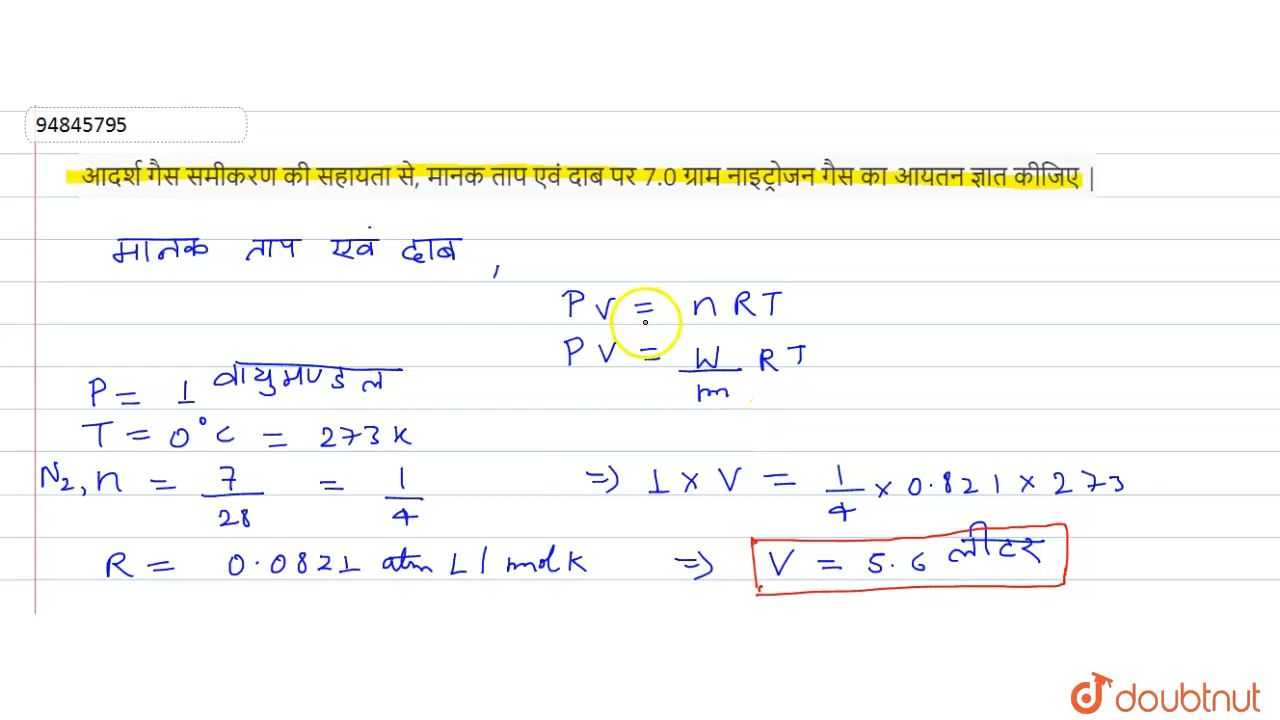 94845795
आदर्श गैस समीकरण की सहायता से, मानक ताप एवं दाब पर 7.0 ग्राम नाइट्रोजन गैस का आयतन ज्ञात कीजिए |
मानक ताप एवं दाब ,
PV = nRT
PV = W/m RT
P = 1 वायुमण्डल
T = 0°C = 273K
N₂, n = 7/28 = 1/4
⇒ 1 × V = 1/4 × 0.821 × 273
R = 0.0821 atm L / mol K
⇒ V = 5.6 लीटर
doubtnut